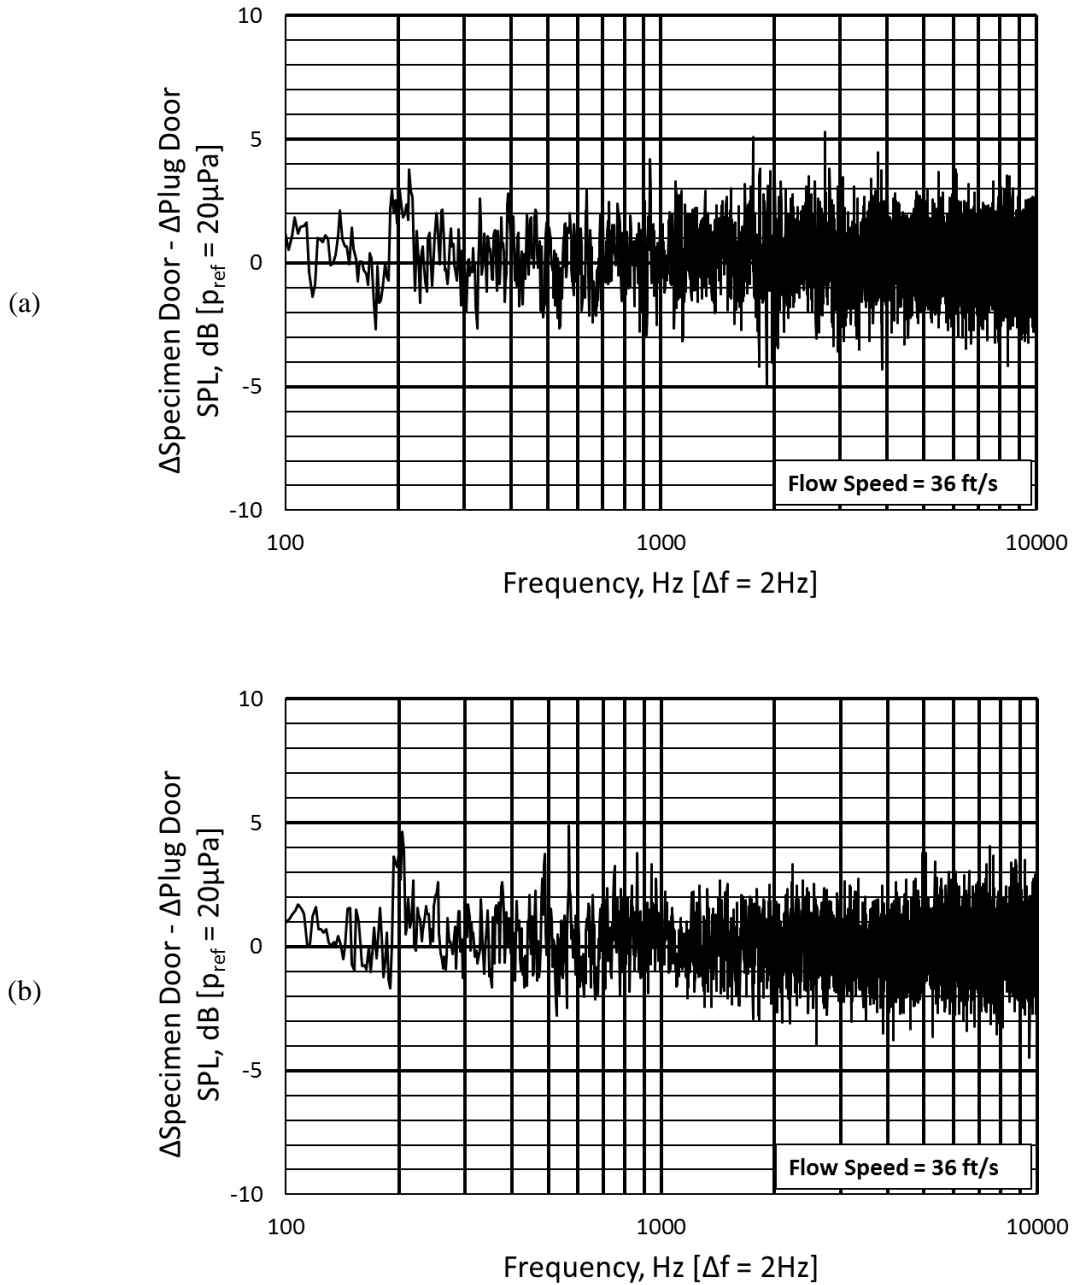 (a)
ΔSpecimen Door - ΔPlug Door
SPL, dB [pref = 20μPa]
10
5
0
-5
-10
Flow Speed = 36 ft/s
100 1000 10000
Frequency, Hz [Δf = 2Hz]
(b)
ΔSpecimen Door - ΔPlug Door
SPL, dB [pref = 20μPa]
10
5
0
-5
-10
Flow Speed = 36 ft/s
100 1000 10000
Frequency, Hz [Δf = 2Hz]